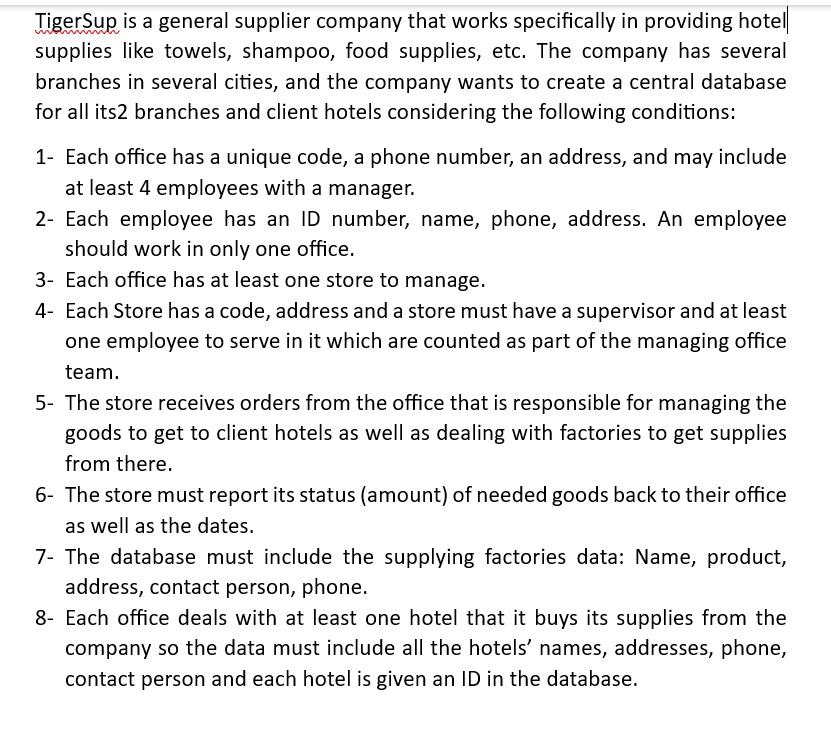 TigerSup is a general supplier company that works specifically in providing hotel
supplies like towels, shampoo, food supplies, etc. The company has several
branches in several cities, and the company wants to create a central database
for all its2 branches and client hotels considering the following conditions:
1- Each office has a unique code, a phone number, an address, and may include
at least 4 employees with a manager.
2- Each employee has an ID number, name, phone, address. An employee
should work in only one office.
3- Each office has at least one store to manage.
4- Each Store has a code, address and a store must have a supervisor and at least
one employee to serve in it which are counted as part of the managing office
team.
5- The store receives orders from the office that is responsible for managing the
goods to get to client hotels as well as dealing with factories to get supplies
from there.
6- The store must report its status (amount) of needed goods back to their office
as well as the dates.
7- The database must include the supplying factories data: Name, product,
address, contact person, phone.
8- Each office deals with at least one hotel that it buys its supplies from the
company so the data must include all the hotels’ names, addresses, phone,
contact person and each hotel is given an ID in the database.